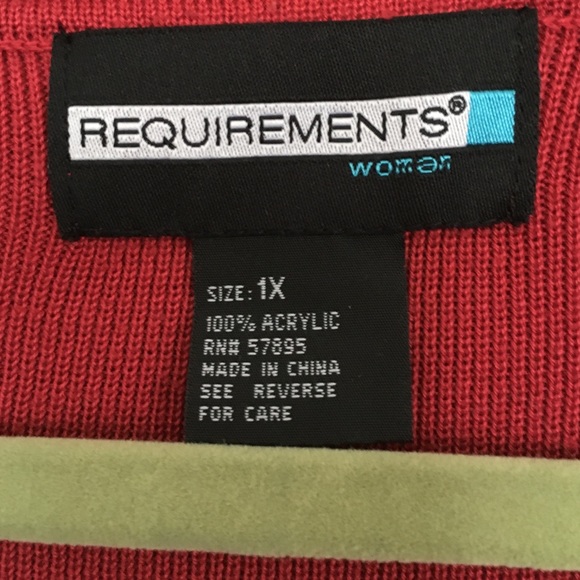 REQUIREMENTS®
woman
SIZE: 1X
100% ACRYLIC
RN# 57895
MADE IN CHINA
SEE REVERSE
FOR CARE